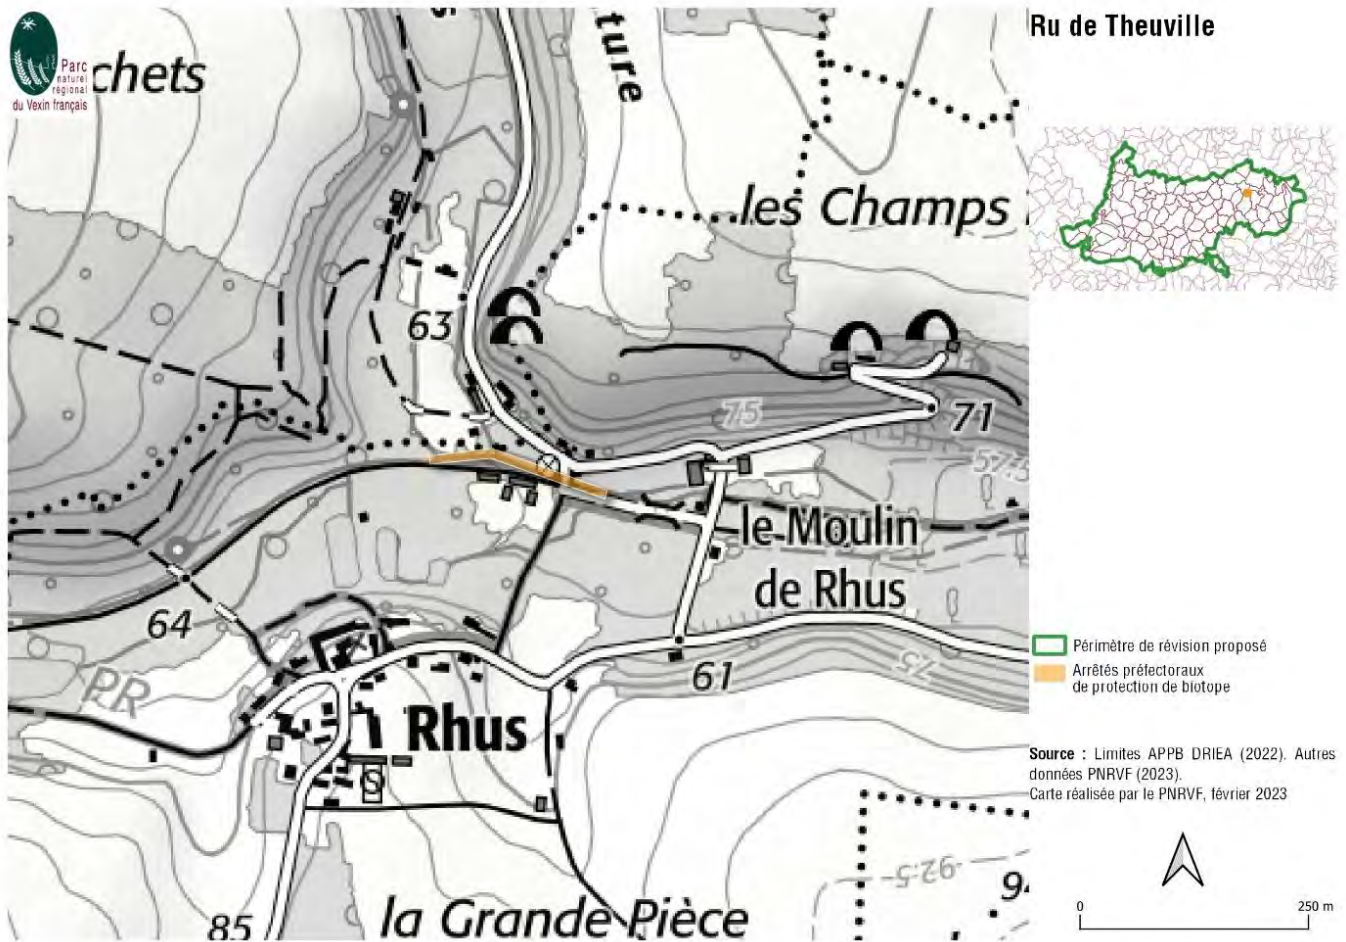 Parc
naturel
régional
du Vexin français
chets
ture
les Champs
63
75
71
57.5
le Moulin
de Rhus
64
61
75
PR
Rhus
92.5
94
85
la Grande Pièce
Ru de Theuville
Périmètre de révision proposé
Arrêtés préfectoraux
de protection de biotope
Source : Limites APPB DRIEA (2022). Autres
données PNRVF (2023).
Carte réalisée par le PNRVF, février 2023
0 250 m